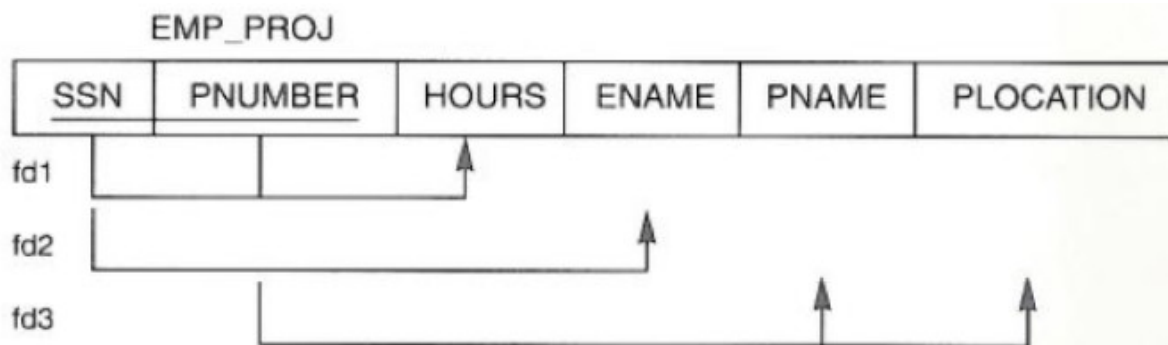 EMP_PROJ
SSN PNUMBER HOURS ENAME PNAME PLOCATION
fd1
fd2
fd3